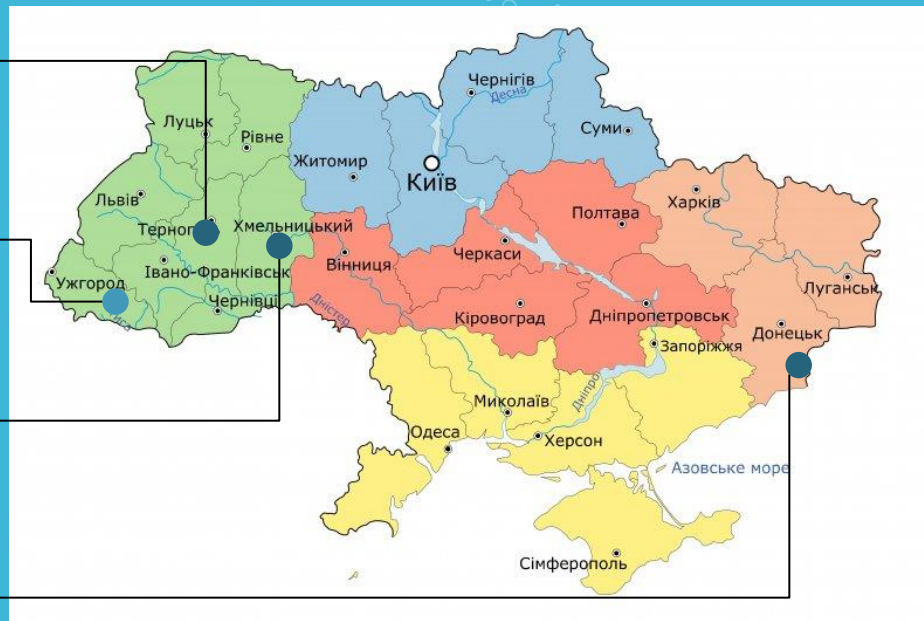 Чернігів
Десна
Суми
Луцьк
Рівне
Житомир
Київ
Львів
Харків
Полтава
Хмельницький
Черкаси
Вінниця
Івано-Франківськ
Ужгород
Луганськ
Чернівці
Дністер
Кіровоград
Дніпропетровськ
Донецьк
Запоріжжя
Миколаїв
Дніпро
Одеса
Херсон
Азовське море
Сімферополь